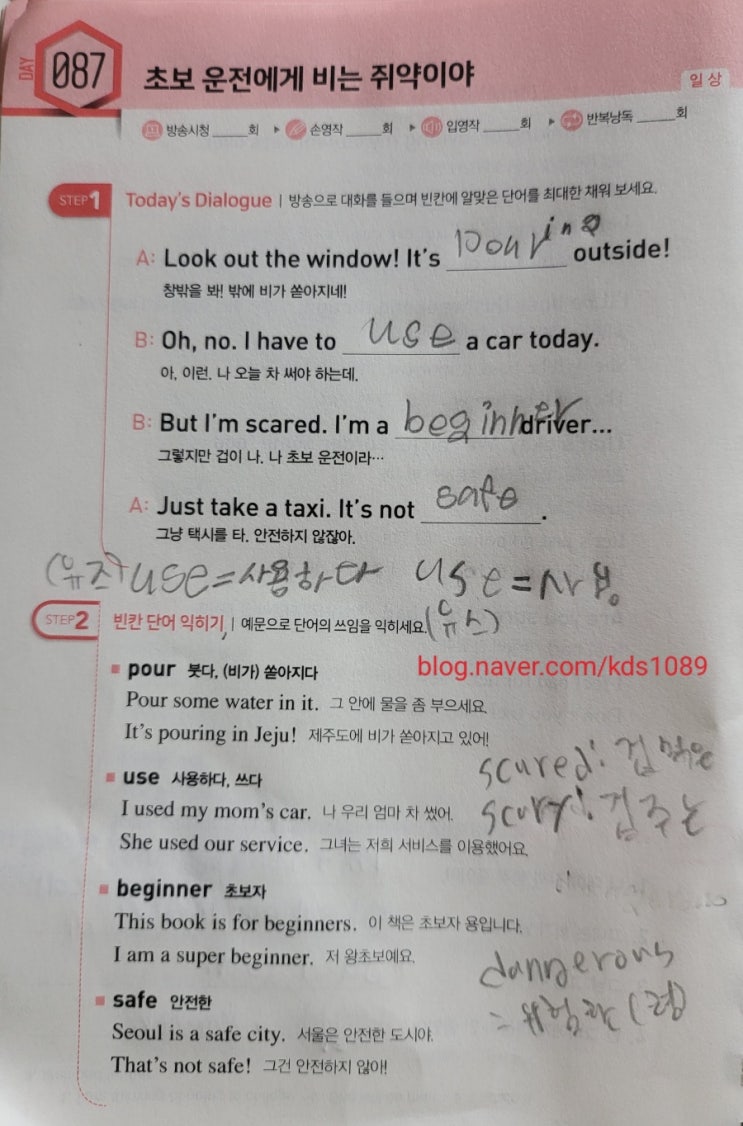 DAY 087 초보 운전에게 비는 쥐약이야
일상
방송시청 _____회 ▶ 손영작 _____회 ▶ 입영작 _____회 ▶ 반복낭독 _____회
STEP 1 Today's Dialogue | 방송으로 대화를 들으며 빈칸에 알맞은 단어를 최대한 채워 보세요.
A: Look out the window! It's pouring outside!
창밖을 봐! 밖에 비가 쏟아지네!
B: Oh, no. I have to use a car today.
아, 이런. 나 오늘 차 써야 하는데.
B: But I'm scared. I'm a beginner driver...
그렇지만 겁이 나. 나 초보 운전이라…
A: Just take a taxi. It's not safe.
그냥 택시를 타. 안전하지 않잖아.
(유즈) use=사용하다 use=사용
(유스)
STEP 2 빈칸 단어 익히기 | 예문으로 단어의 쓰임을 익히세요.
pour 붓다, (비가) 쏟아지다
blog.naver.com/kds1089
Pour some water in it. 그 안에 물을 좀 부으세요.
It's pouring in Jeju! 제주도에 비가 쏟아지고 있어!
scured: 겁먹은
use 사용하다, 쓰다
I used my mom's car. 나 우리 엄마 차 썼어.
scury: 겁주는
She used our service. 그녀는 저희 서비스를 이용했어요.
beginner 초보자
This book is for beginners. 이 책은 초보자 용입니다.
I am a super beginner. 저 왕초보예요.
dangerous
safe 안전한
=위험한 (형)
Seoul is a safe city. 서울은 안전한 도시야.
That's not safe! 그건 안전하지 않아!